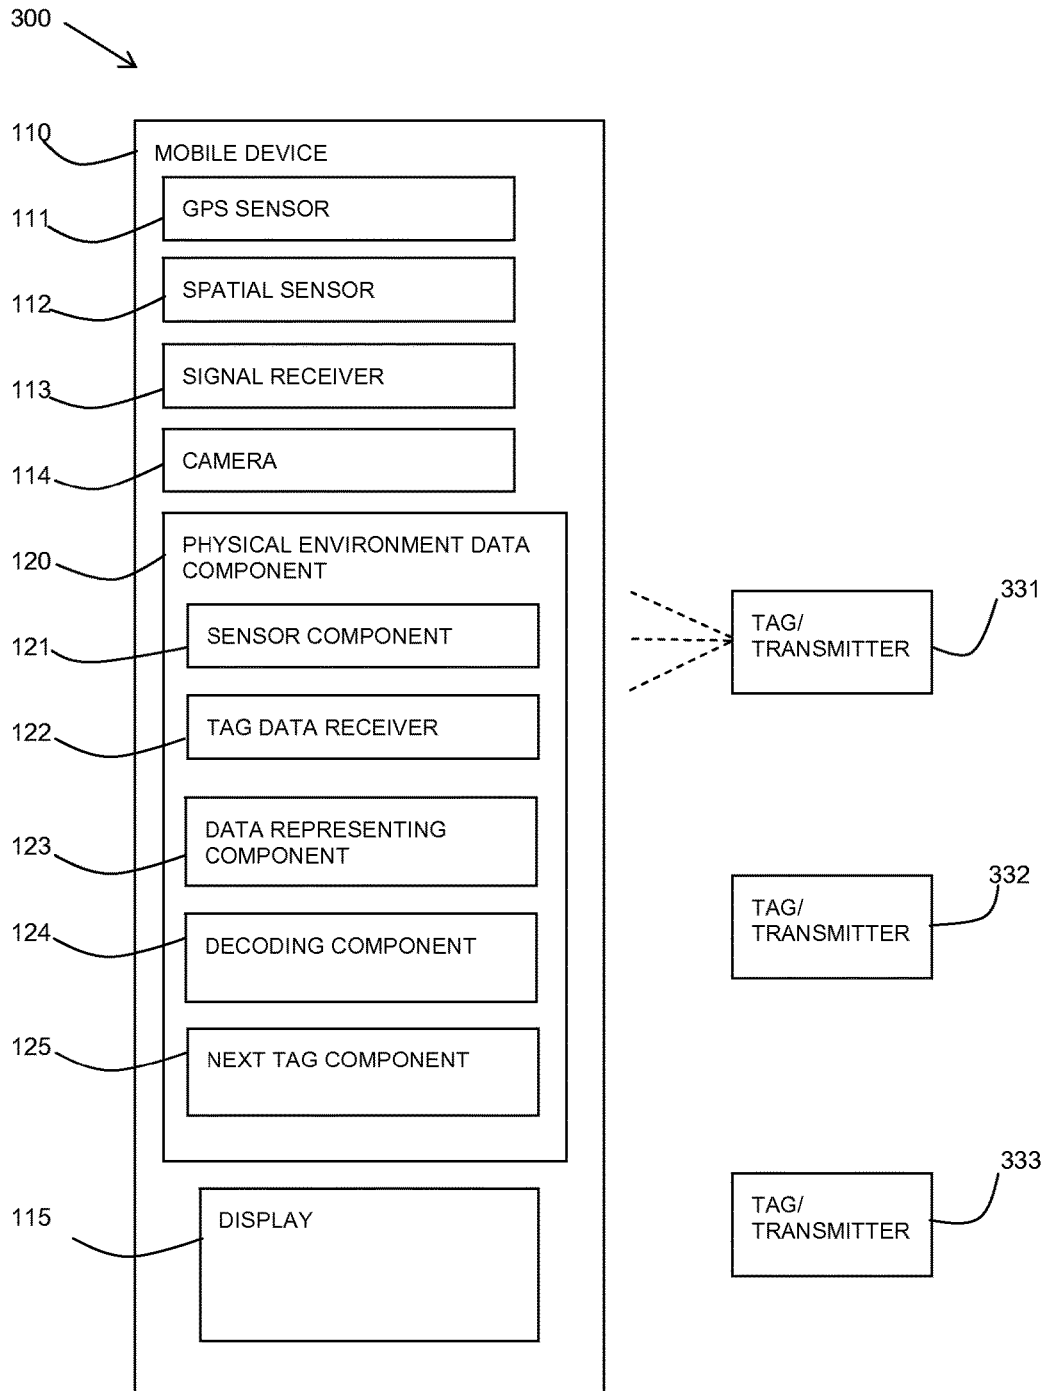 300
110
MOBILE DEVICE
111
GPS SENSOR
112
SPATIAL SENSOR
113
SIGNAL RECEIVER
114
CAMERA
120
PHYSICAL ENVIRONMENT DATA
COMPONENT
121
SENSOR COMPONENT
122
TAG DATA RECEIVER
123
DATA REPRESENTING
COMPONENT
124
DECODING COMPONENT
125
NEXT TAG COMPONENT
115
DISPLAY
331
TAG/
TRANSMITTER
332
TAG/
TRANSMITTER
333
TAG/
TRANSMITTER